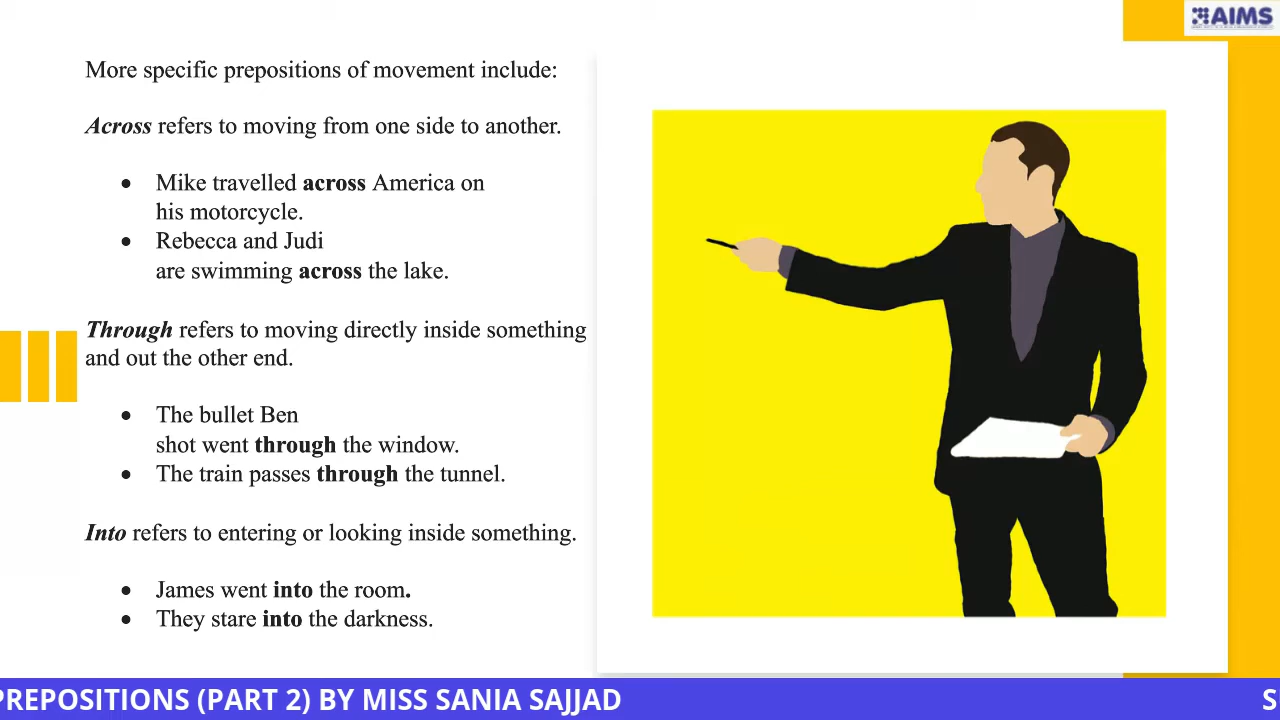 AIMS
More specific prepositions of movement include:
Across refers to moving from one side to another.
• Mike travelled across America on
his motorcycle.
• Rebecca and Judi
are swimming across the lake.
Through refers to moving directly inside something
and out the other end.
• The bullet Ben
shot went through the window.
• The train passes through the tunnel.
Into refers to entering or looking inside something.
• James went into the room.
• They stare into the darkness.
PREPOSITIONS (PART 2) BY MISS SANIA SAJJAD S